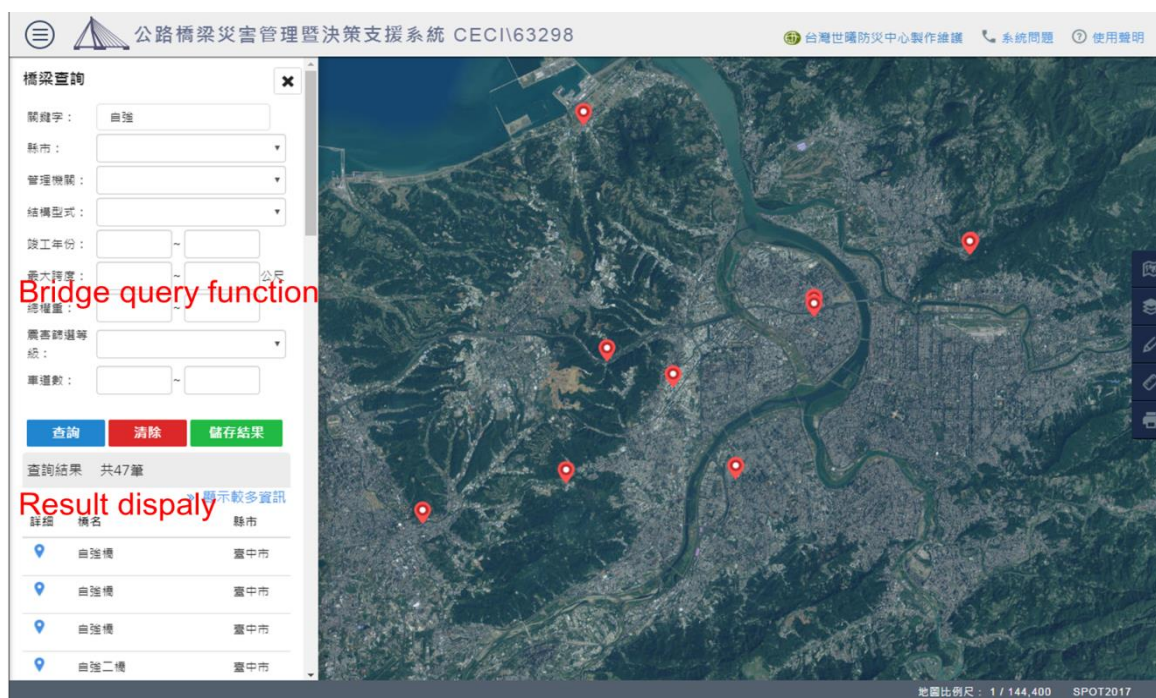 公路橋梁災害管理暨決策支援系統 CECI\63298
台灣世曦防災中心製作維護 系統問題 使用聲明
橋梁查詢
關鍵字： 自強
縣市：
管理機關：
結構型式：
竣工年份： ~
最大跨度： ~ 公尺
Bridge query function
總權重： ~
震害篩選等級：
車道數： ~
查詢 清除 儲存結果
查詢結果 共47筆
» 顯示較多資訊
Result dispaly
詳細 橋名 縣市
自強橋 臺中市
自強橋 臺中市
自強橋 臺中市
自強二橋 臺中市
地圖比例尺： 1 / 144,400 SPOT2017